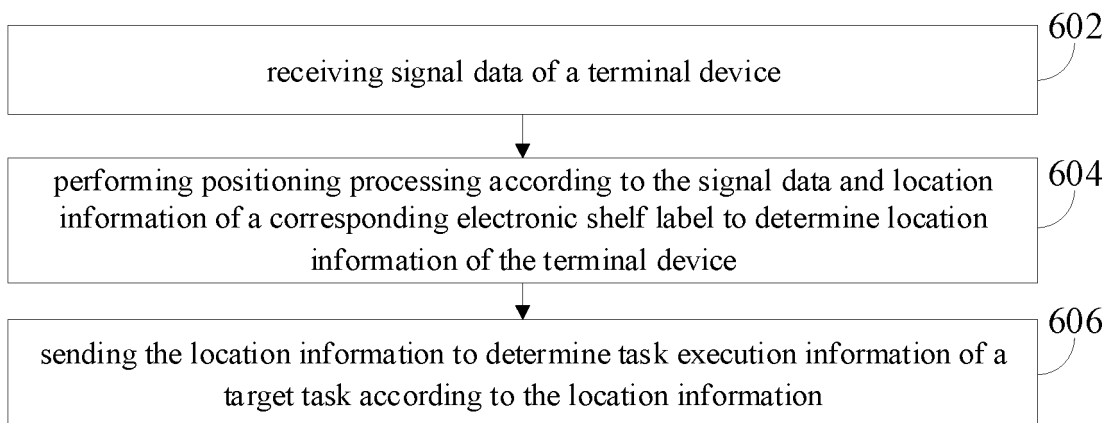 602
receiving signal data of a terminal device
604
performing positioning processing according to the signal data and location
information of a corresponding electronic shelf label to determine location
information of the terminal device
606
sending the location information to determine task execution information of a
target task according to the location information